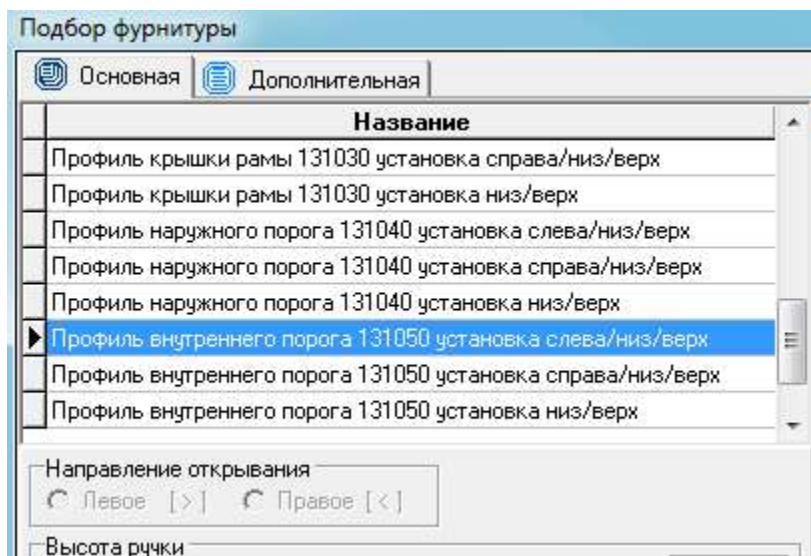 Подбор фурнитуры
Основная
Дополнительная
Название
Профиль крышки рамы 131030 установка справа/низ/верх
Профиль крышки рамы 131030 установка низ/верх
Профиль наружного порога 131040 установка слева/низ/верх
Профиль наружного порога 131040 установка справа/низ/верх
Профиль наружного порога 131040 установка низ/верх
Профиль внутреннего порога 131050 установка слева/низ/верх
Профиль внутреннего порога 131050 установка справа/низ/верх
Профиль внутреннего порога 131050 установка низ/верх
Направление открывания
Левое [>] Правое [<]
Высота ручки